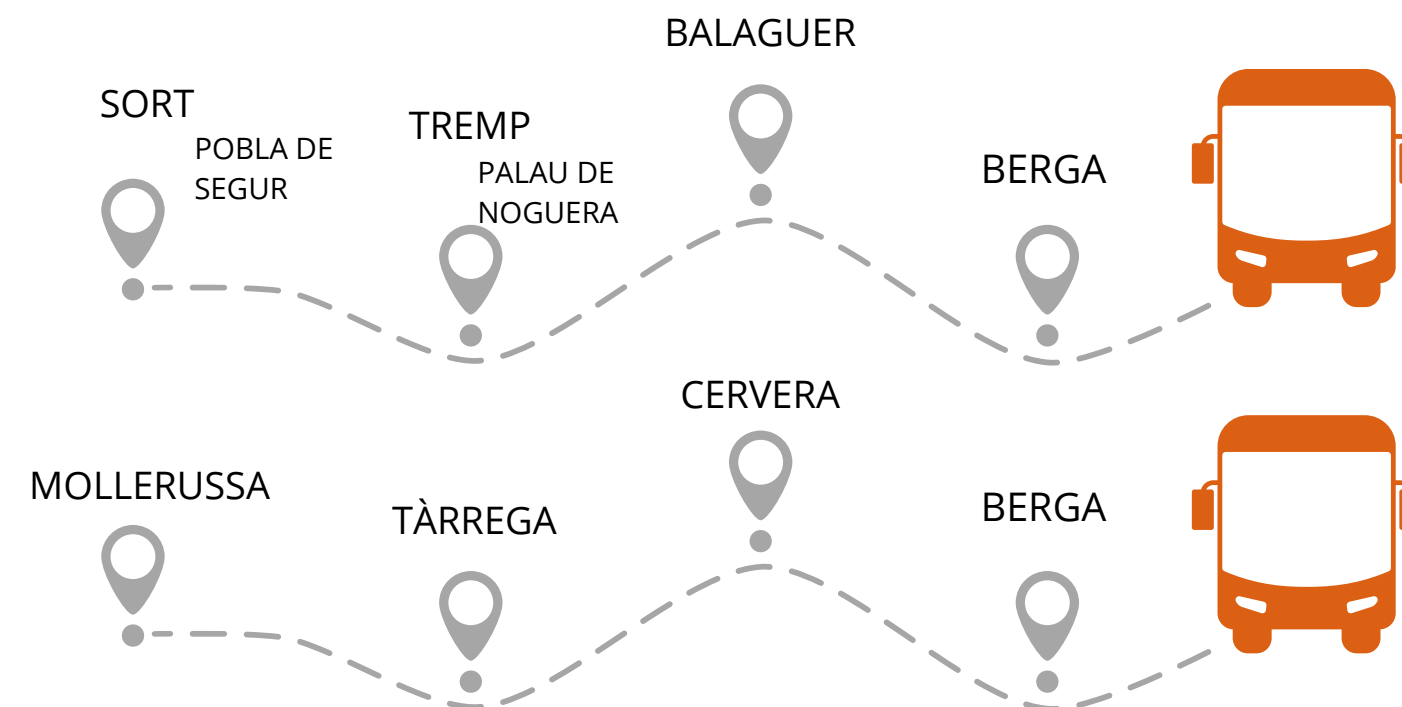 SORT
POBLA DE
SEGUR
TREMP
PALAU DE
NOGUERA
BALAGUER
BERGA
MOLLERUSSA
TÀRREGA
CERVERA
BERGA